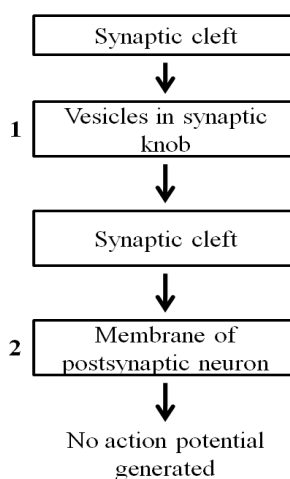 Synaptic cleft
1
Vesicles in synaptic
knob
Synaptic cleft
2
Membrane of
postsynaptic neuron
No action potential
generated